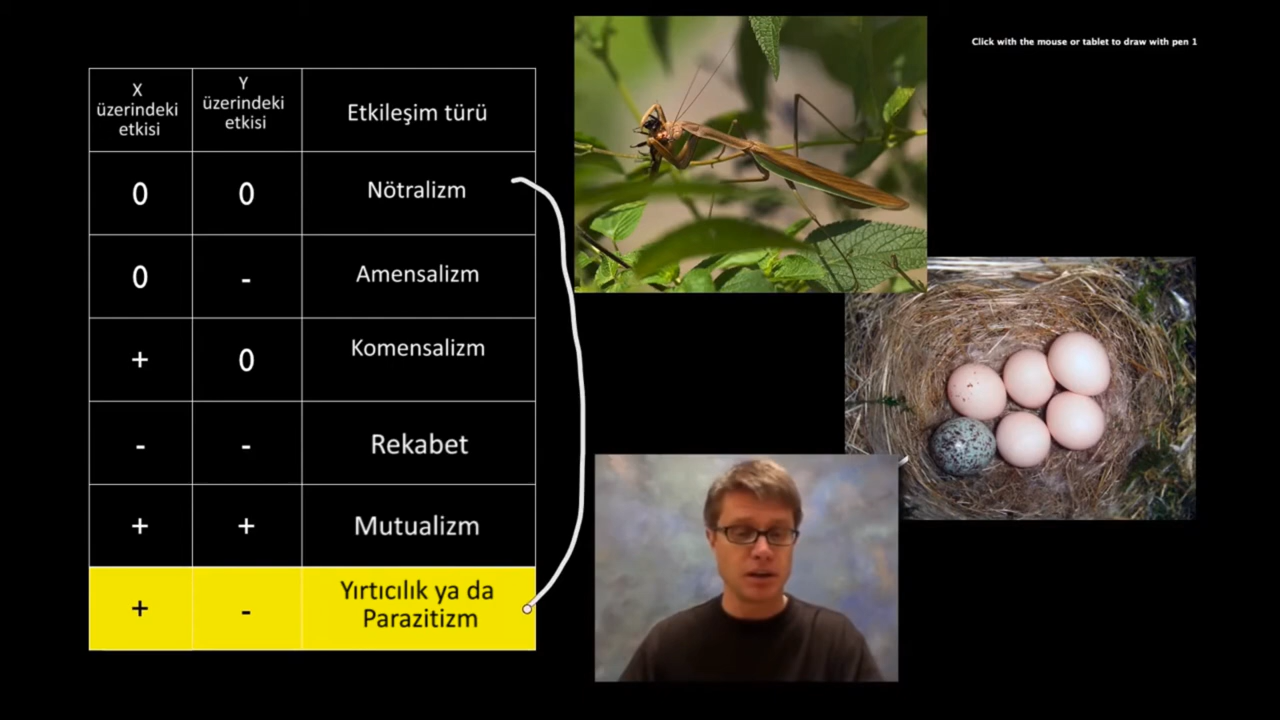 Click with the mouse or tablet to draw with pen 1
X
üzerindeki
etkisi
Y
üzerindeki
etkisi
Etkileşim türü
0 0 Nötralizm
0 - Amensalizm
+ 0 Komensalizm
- - Rekabet
+ + Mutualizm
+ - Yırtıcılık ya da
Parazitizm